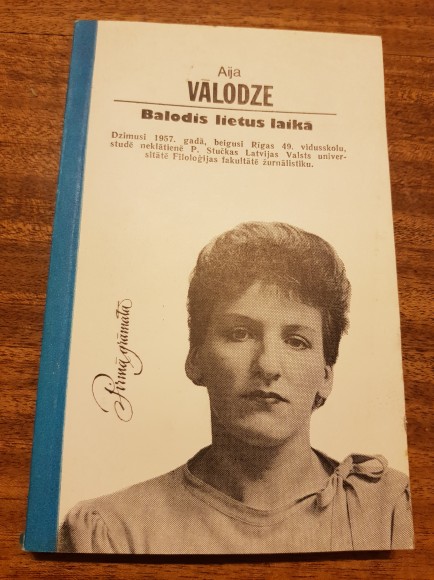 Aija
VĀLODZE
Balodis lietus laikā
Dzimusi 1957. gadā, beigusi Rīgas 49. vidusskolu,
studē neklātienē P. Stučkas Latvijas Valsts univer-
sitātē Filoloģijas fakultātē žurnālistiku.
Pirmā grāmata